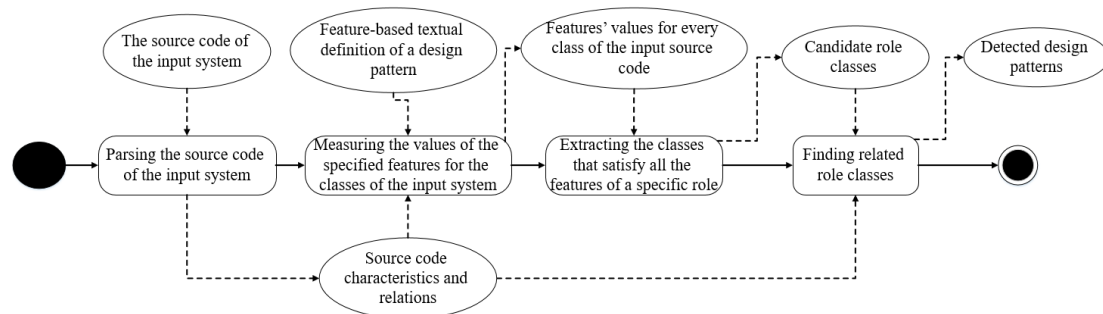 The source code of
the input system
Feature-based textual
definition of a design
pattern
Features' values for every
class of the input source
code
Candidate role
classes
Detected design
patterns
Parsing the source code
of the input system
Measuring the values of the
specified features for the
classes of the input system
Extracting the classes
that satisfy all the
features of a specific role
Finding related
role classes
Source code
characteristics and
relations